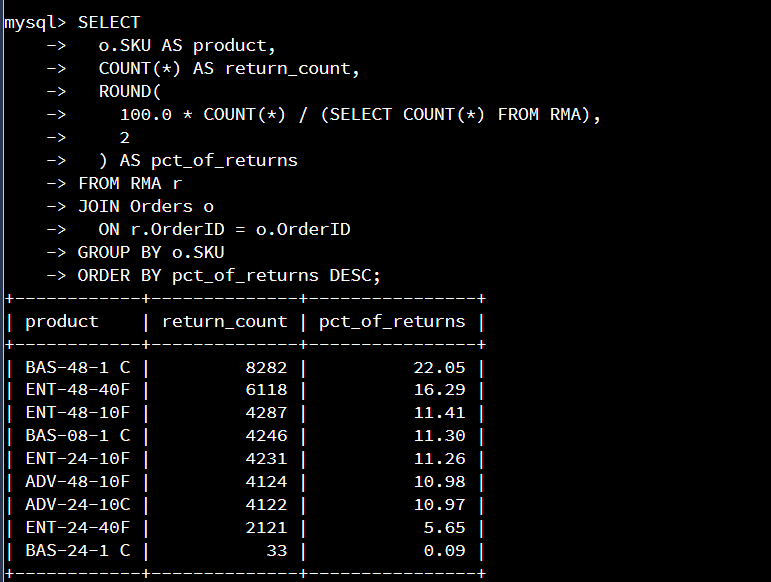 mysql> SELECT
    ->   o.SKU AS product,
    ->   COUNT(*) AS return_count,
    ->   ROUND(
    ->     100.0 * COUNT(*) / (SELECT COUNT(*) FROM RMA),
    ->     2
    ->   ) AS pct_of_returns
    -> FROM RMA r
    -> JOIN Orders o
    ->   ON r.OrderID = o.OrderID
    -> GROUP BY o.SKU
    -> ORDER BY pct_of_returns DESC;
+------------+--------------+----------------+
| product    | return_count | pct_of_returns |
+------------+--------------+----------------+
| BAS-48-1 C |         8282 |          22.05 |
| ENT-48-40F |         6118 |          16.29 |
| ENT-48-10F |         4287 |          11.41 |
| BAS-08-1 C |         4246 |          11.30 |
| ENT-24-10F |         4231 |          11.26 |
| ADV-48-10F |         4124 |          10.98 |
| ADV-24-10C |         4122 |          10.97 |
| ENT-24-40F |         2121 |           5.65 |
| BAS-24-1 C |           33 |           0.09 |
+------------+--------------+----------------+